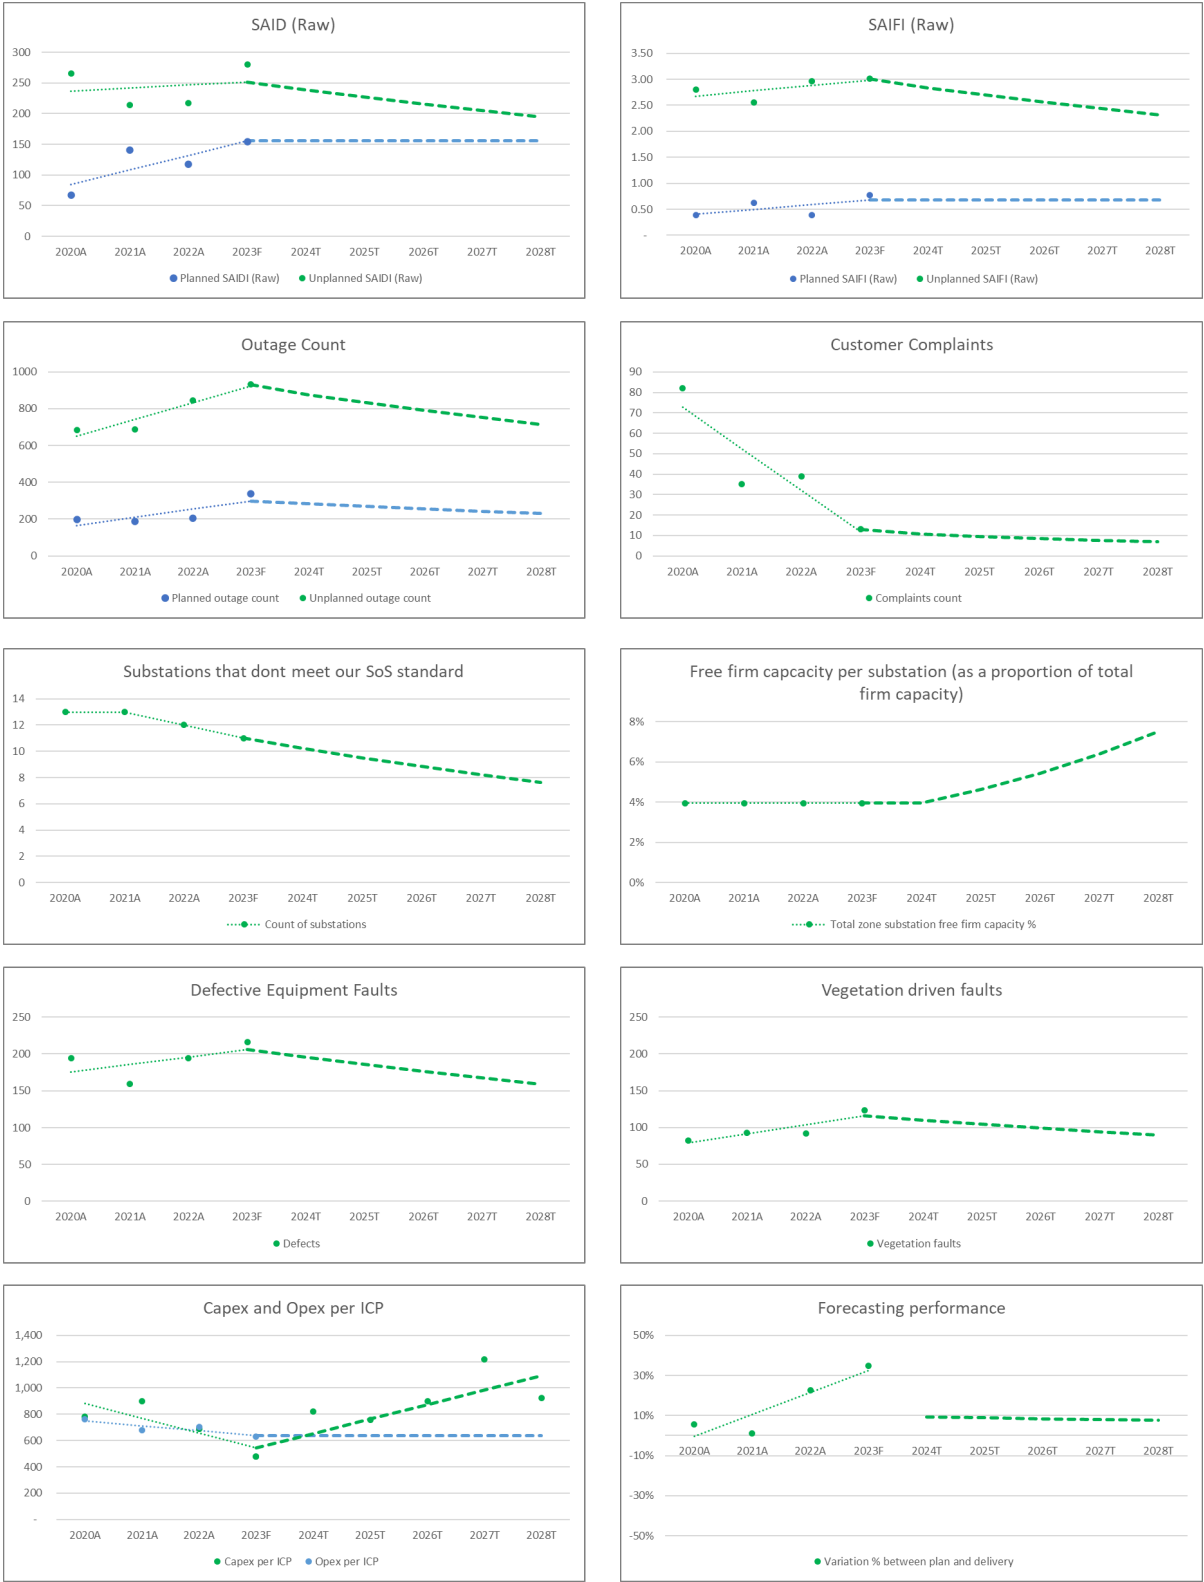 SAID (Raw)
300
250
200
150
100
50
0
2020A 2021A 2022A 2023F 2024T 2025T 2026T 2027T 2028T
Planned SAIDI (Raw) Unplanned SAIDI (Raw)
SAIFI (Raw)
3.50
3.00
2.50
2.00
1.50
1.00
0.50
-
2020A 2021A 2022A 2023F 2024T 2025T 2026T 2027T 2028T
Planned SAIFI (Raw) Unplanned SAIFI (Raw)
Outage Count
1000
800
600
400
200
0
2020A 2021A 2022A 2023F 2024T 2025T 2026T 2027T 2028T
Planned outage count Unplanned outage count
Customer Complaints
90
80
70
60
50
40
30
20
10
0
2020A 2021A 2022A 2023F 2024T 2025T 2026T 2027T 2028T
Complaints count
Substations that dont meet our SoS standard
14
12
10
8
6
4
2
0
2020A 2021A 2022A 2023F 2024T 2025T 2026T 2027T 2028T
Count of substations
Free firm capcacity per substation (as a proportion of total
firm capacity)
8%
6%
4%
2%
0%
2020A 2021A 2022A 2023F 2024T 2025T 2026T 2027T 2028T
Total zone substation free firm capacity %
Defective Equipment Faults
250
200
150
100
50
0
2020A 2021A 2022A 2023F 2024T 2025T 2026T 2027T 2028T
Defects
Vegetation driven faults
250
200
150
100
50
0
2020A 2021A 2022A 2023F 2024T 2025T 2026T 2027T 2028T
Vegetation faults
Capex and Opex per ICP
1,400
1,200
1,000
800
600
400
200
-
2020A 2021A 2022A 2023F 2024T 2025T 2026T 2027T 2028T
Capex per ICP Opex per ICP
Forecasting performance
50%
30%
10%
2020A 2021A 2022A 2023F 2024T 2025T 2026T 2027T 2028T
-10%
-30%
-50%
Variation % between plan and delivery